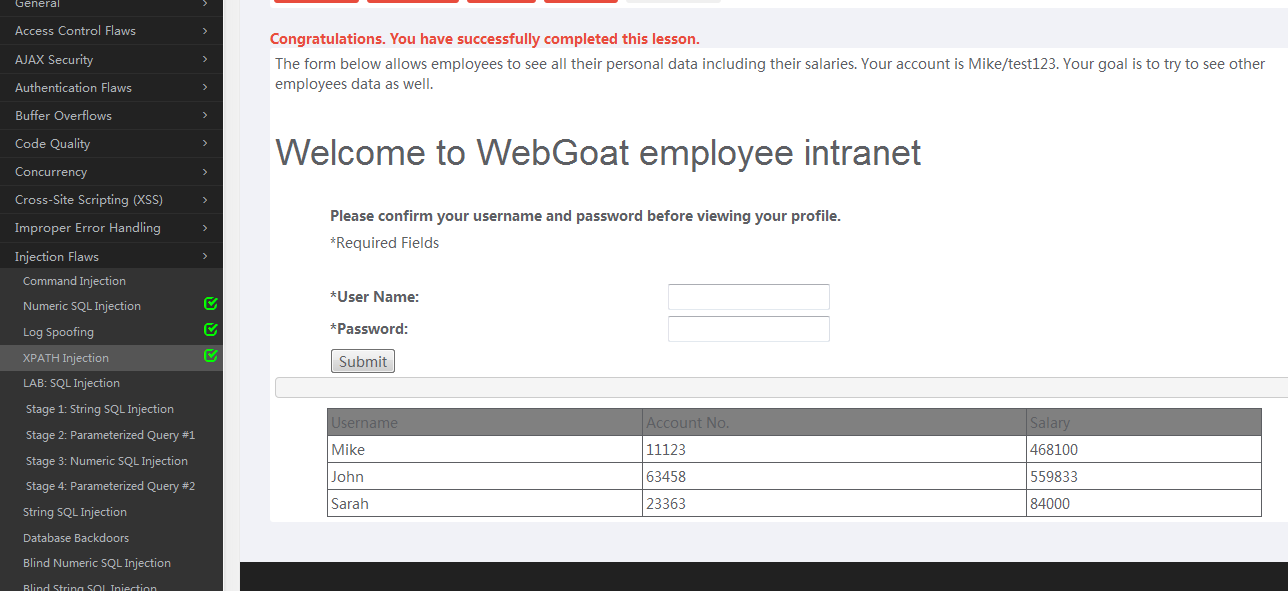 General
Access Control Flaws
AJAX Security
Authentication Flaws
Buffer Overflows
Code Quality
Concurrency
Cross-Site Scripting (XSS)
Improper Error Handling
Injection Flaws
Command Injection
Numeric SQL Injection
Log Spoofing
XPATH Injection
LAB: SQL Injection
Stage 1: String SQL Injection
Stage 2: Parameterized Query #1
Stage 3: Numeric SQL Injection
Stage 4: Parameterized Query #2
String SQL Injection
Database Backdoors
Blind Numeric SQL Injection
Blind String SQL Injection
Congratulations. You have successfully completed this lesson.
The form below allows employees to see all their personal data including their salaries. Your account is Mike/test123. Your goal is to try to see other
employees data as well.
Welcome to WebGoat employee intranet
Please confirm your username and password before viewing your profile.
*Required Fields
*User Name:
*Password:
Submit
Username Account No. Salary
Mike 11123 468100
John 63458 559833
Sarah 23363 84000